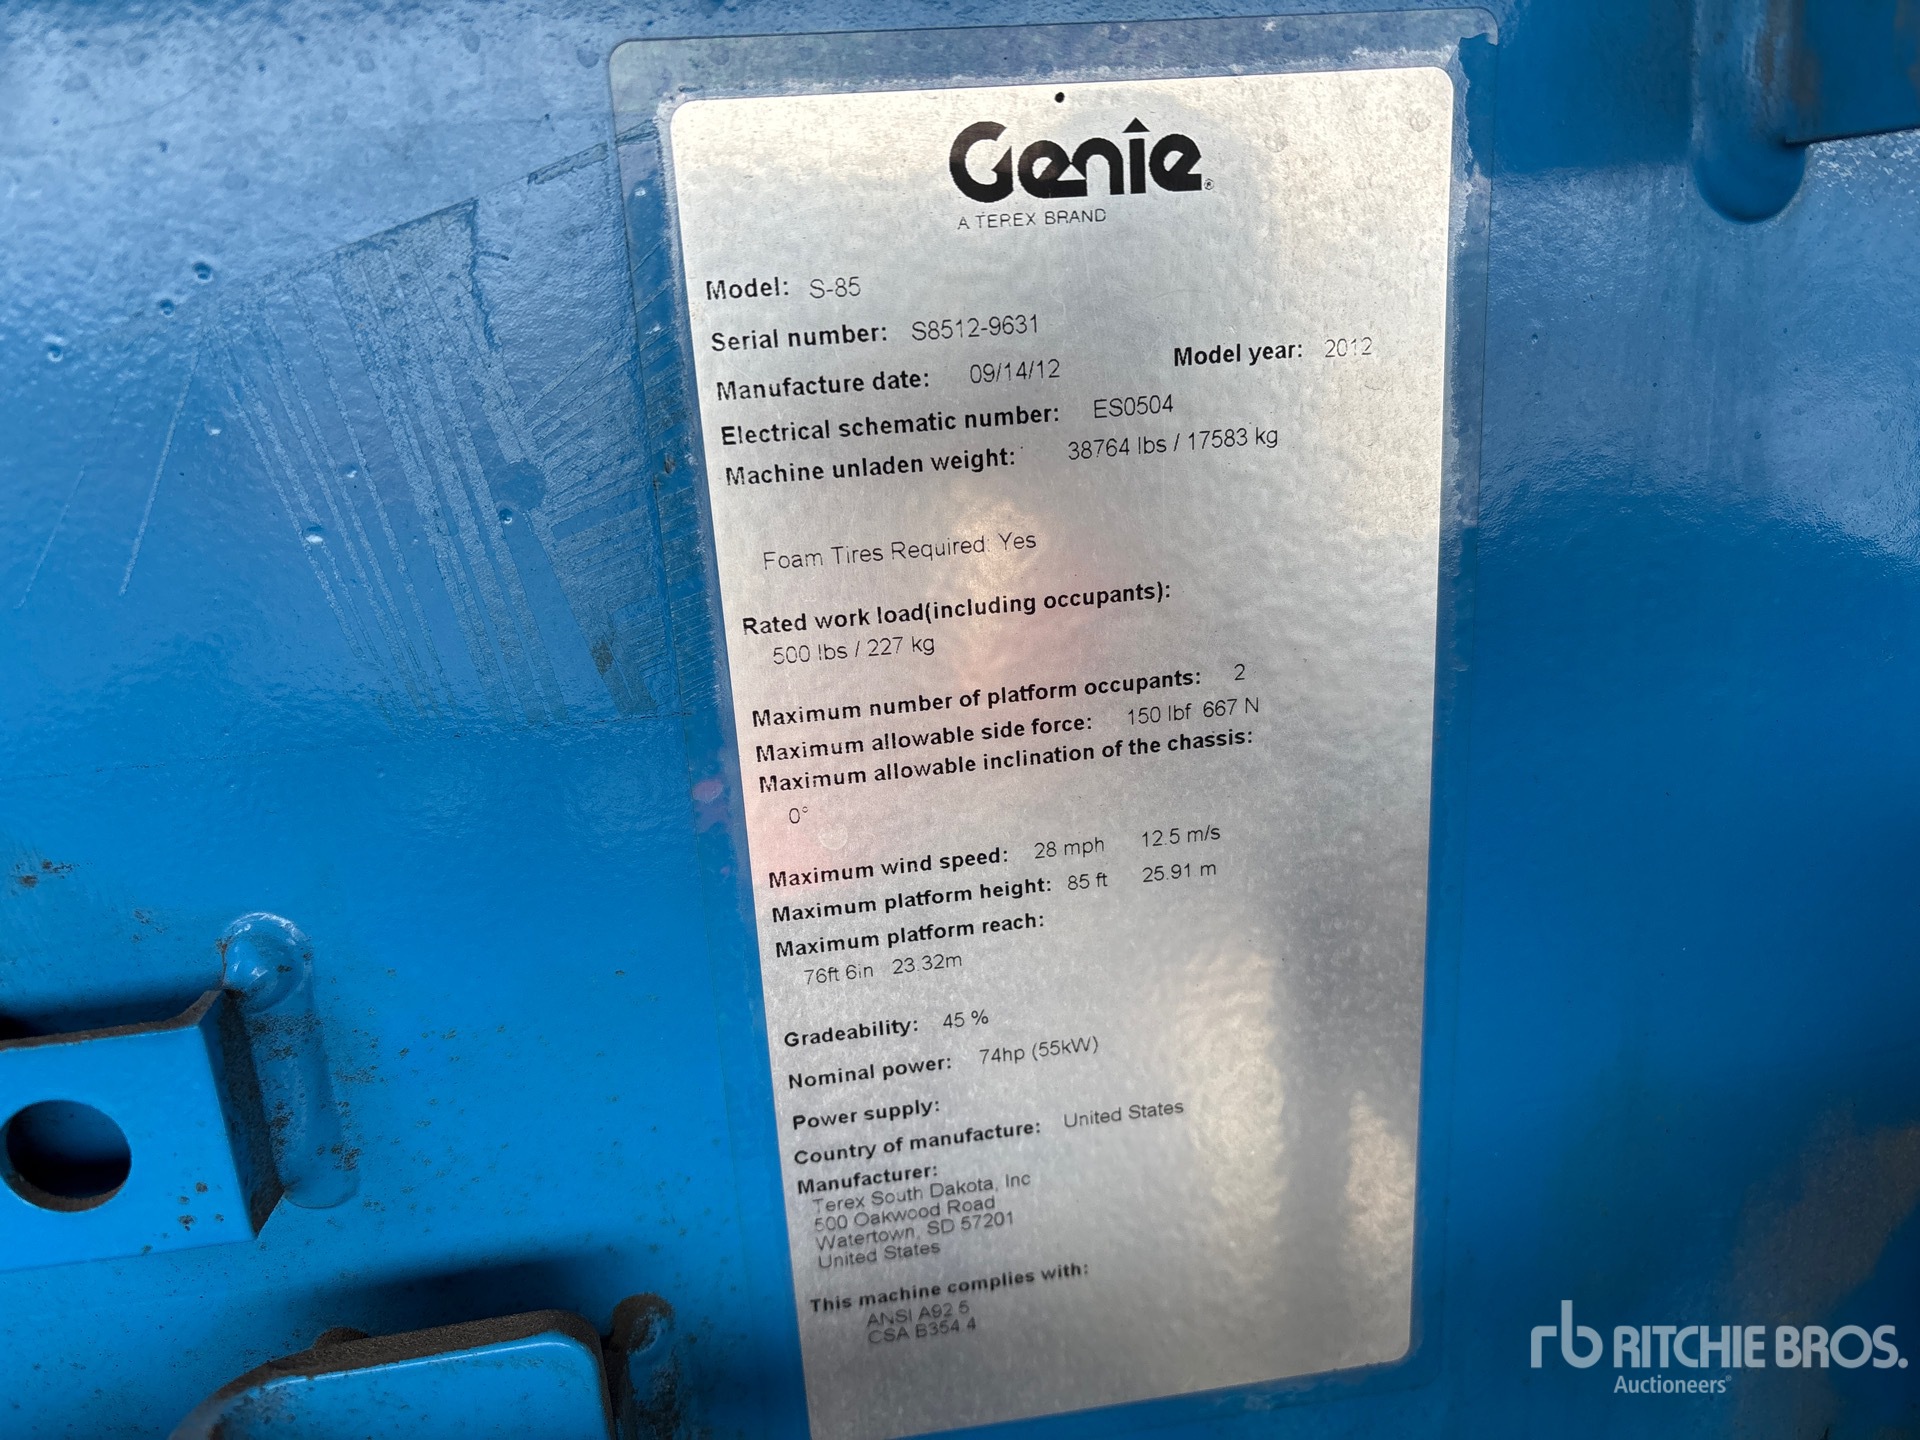 Genie®
A TEREX BRAND
Model: S-85
Serial number: S8512-9631
Manufacture date: 09/14/12 Model year: 2012
Electrical schematic number: ES0504
Machine unladen weight: 38764 lbs / 17583 kg
Foam Tires Required: Yes
Rated work load(including occupants):
500 lbs / 227 kg
Maximum number of platform occupants: 2
Maximum allowable side force: 150 lbf 667 N
Maximum allowable inclination of the chassis:
0°
Maximum wind speed: 28 mph 12.5 m/s
Maximum platform height: 85 ft 25.91 m
Maximum platform reach:
76ft 6in 23.32m
Gradeability: 45 %
Nominal power: 74hp (55kW)
Power supply:
Country of manufacture: United States
Manufacturer:
Terex South Dakota, Inc
500 Oakwood Road
Watertown, SD 57201
United States
This machine complies with:
ANSI A92.5
CSA B354.4
rb RITCHIE BROS.
Auctioneers®